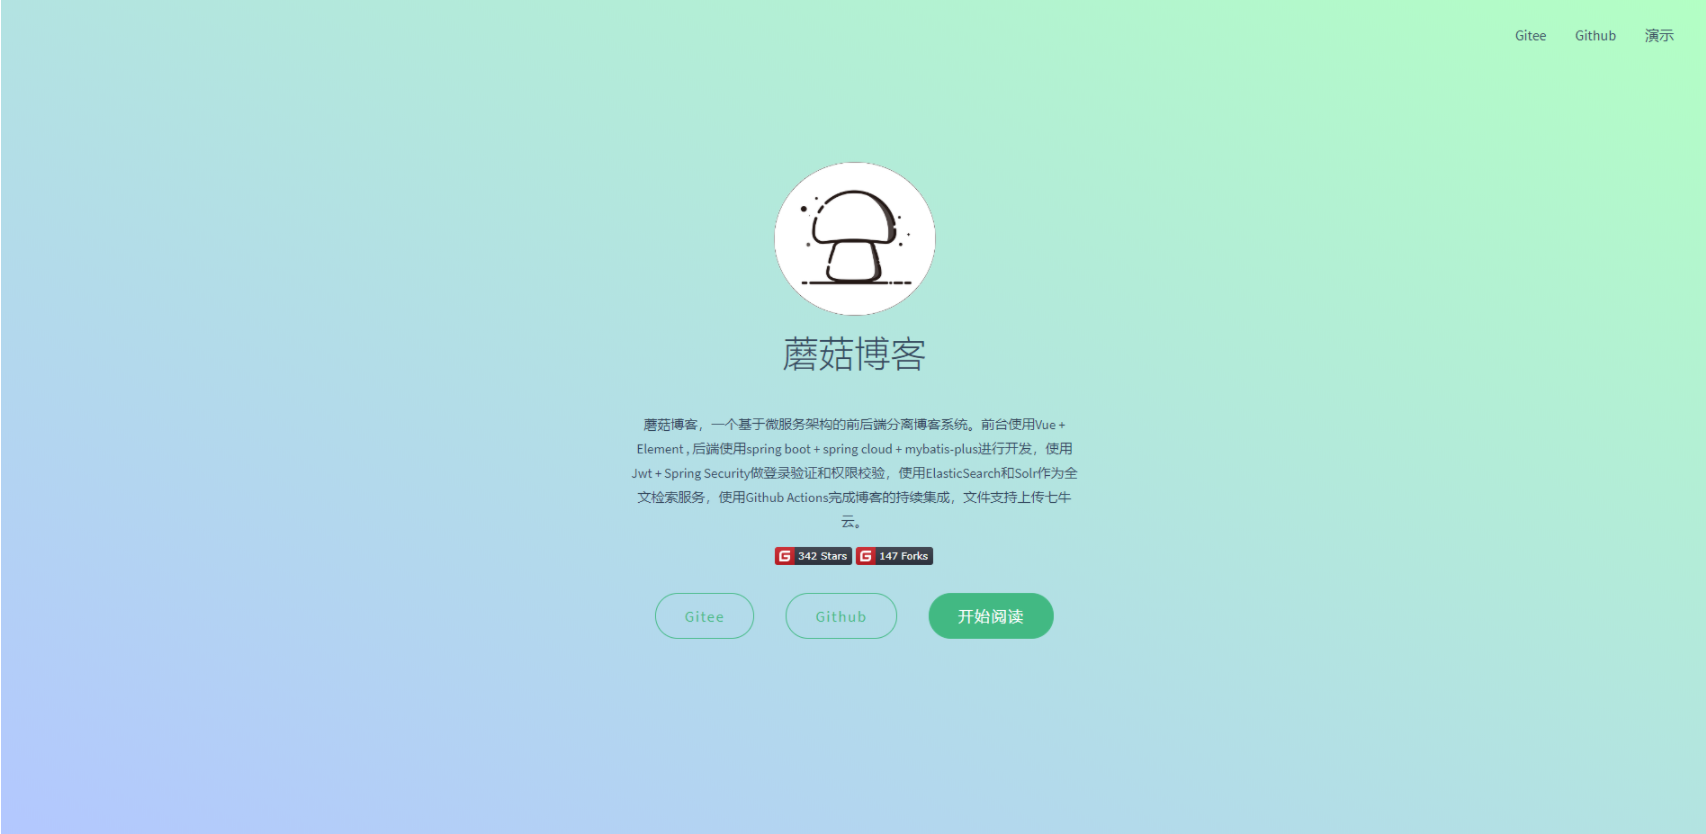 Gitee Github 演示
蘑菇博客
蘑菇博客，一个基于微服务架构的前后端分离博客系统。前台使用Vue +
Element , 后端使用spring boot + spring cloud + mybatis-plus进行开发，使用
Jwt + Spring Security做登录验证和权限校验，使用ElasticSearch和Solr作为全
文检索服务，使用Github Actions完成博客的持续集成，文件支持上传七牛
云。
G 342 Stars G 147 Forks
Gitee Github 开始阅读